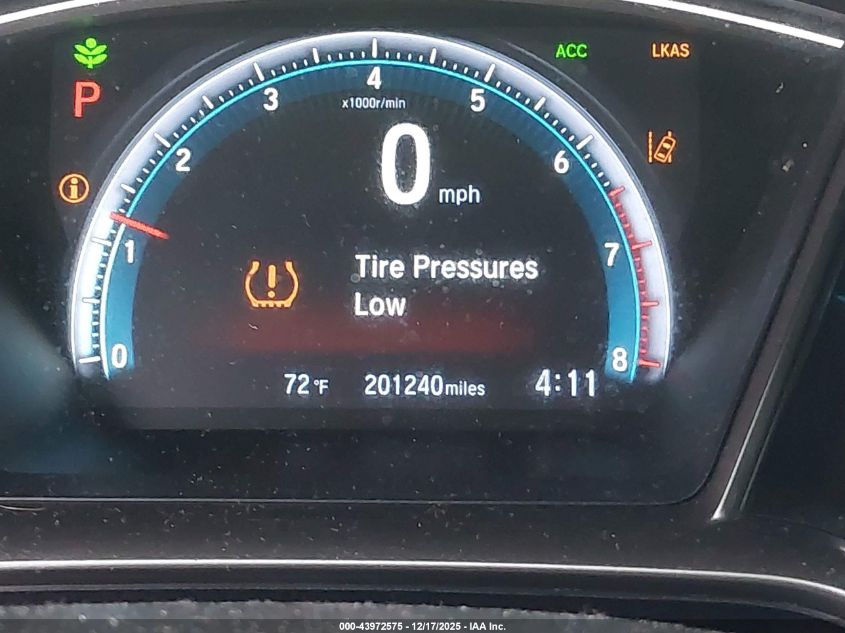 ACC LKAS
P
4
3 5
x1000r/min
2 6
0 mph
1 7
Tire Pressures
Low
0 8
72°F 201240miles 4:11
000-43972575 - 12/17/2025 - IAA Inc.